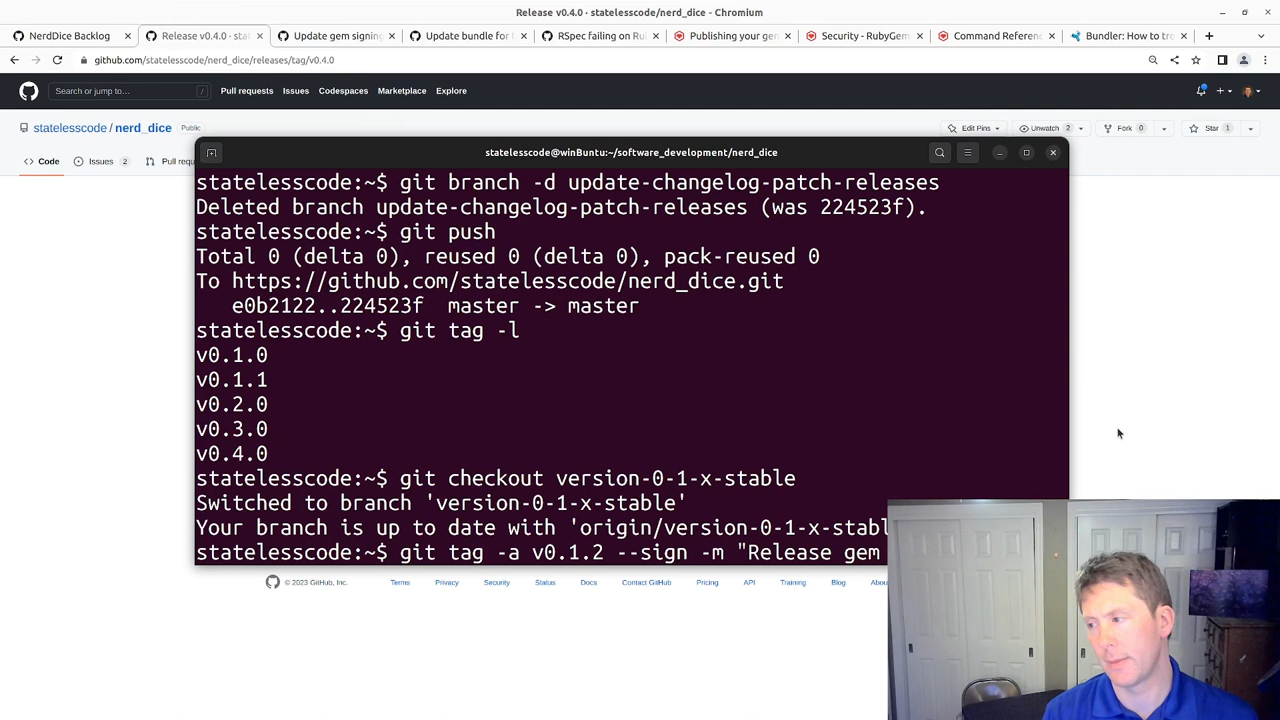 Release v0.4.0 · statelesscode/nerd_dice - Chromium
NerdDice Backlog
Release v0.4.0 · stat
Update gem signing
Update bundle for
RSpec failing on Ru
Publishing your ge
Security - RubyGem
Command Referenc
Bundler: How to tro
github.com/statelesscode/nerd_dice/releases/tag/v0.4.0
Search or jump to…
/
Pull requests
Issues
Codespaces
Marketplace
Explore
statelesscode / nerd_dice
Public
Edit Pins
Unwatch 2
Fork 0
Star 1
Code
Issues 2
Pull requ
statelesscode@winBuntu:~/software_development/nerd_dice
statelesscode:~$ git branch -d update-changelog-patch-releases
Deleted branch update-changelog-patch-releases (was 224523f).
statelesscode:~$ git push
Total 0 (delta 0), reused 0 (delta 0), pack-reused 0
To https://github.com/statelesscode/nerd_dice.git
e0b2122..224523f  master -> master
statelesscode:~$ git tag -l
v0.1.0
v0.1.1
v0.2.0
v0.3.0
v0.4.0
statelesscode:~$ git checkout version-0-1-x-stable
Switched to branch 'version-0-1-x-stable'
Your branch is up to date with 'origin/version-0-1-x-stabl
statelesscode:~$ git tag -a v0.1.2 --sign -m "Release gem
© 2023 GitHub, Inc.
Terms
Privacy
Security
Status
Docs
Contact GitHub
Pricing
API
Training
Blog
Abou